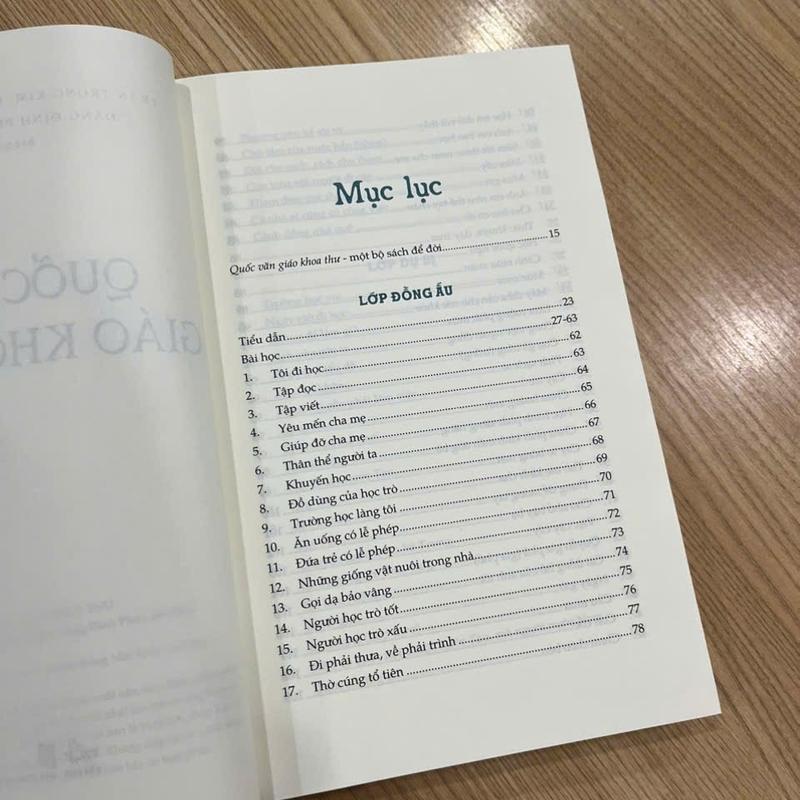 QUỐC
GIÁO KHO
Mục lục
Quốc văn giáo khoa thư - một bộ sách để đời..........15
LỚP ĐỒNG ẤU
Tiểu dẫn..........23
Bài học..........27-63
1. Tôi đi học..........62
2. Tập đọc..........63
3. Tập viết..........64
4. Yêu mến cha mẹ..........65
5. Giúp đỡ cha mẹ..........66
6. Thân thể người ta..........67
7. Khuyến học..........68
8. Đồ dùng của học trò..........69
9. Trường học làng tôi..........70
10. Ăn uống có lễ phép..........71
11. Đứa trẻ có lễ phép..........72
12. Những giống vật nuôi trong nhà..........73
13. Gọi dạ bảo vâng..........74
14. Người học trò tốt..........75
15. Người học trò xấu..........76
16. Đi phải thưa, về phải trình..........77
17. Thờ cúng tổ tiên..........78